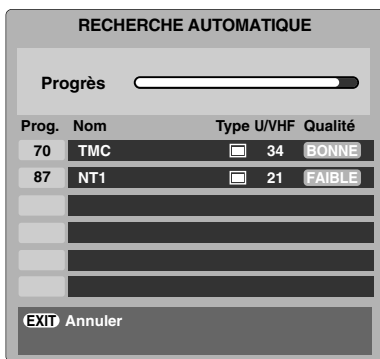 RECHERCHE AUTOMATIQUE
Progrès
Prog. Nom Type U/VHF Qualité
70 TMC 34 BONNE
87 NT1 21 FAIBLE
EXIT Annuler